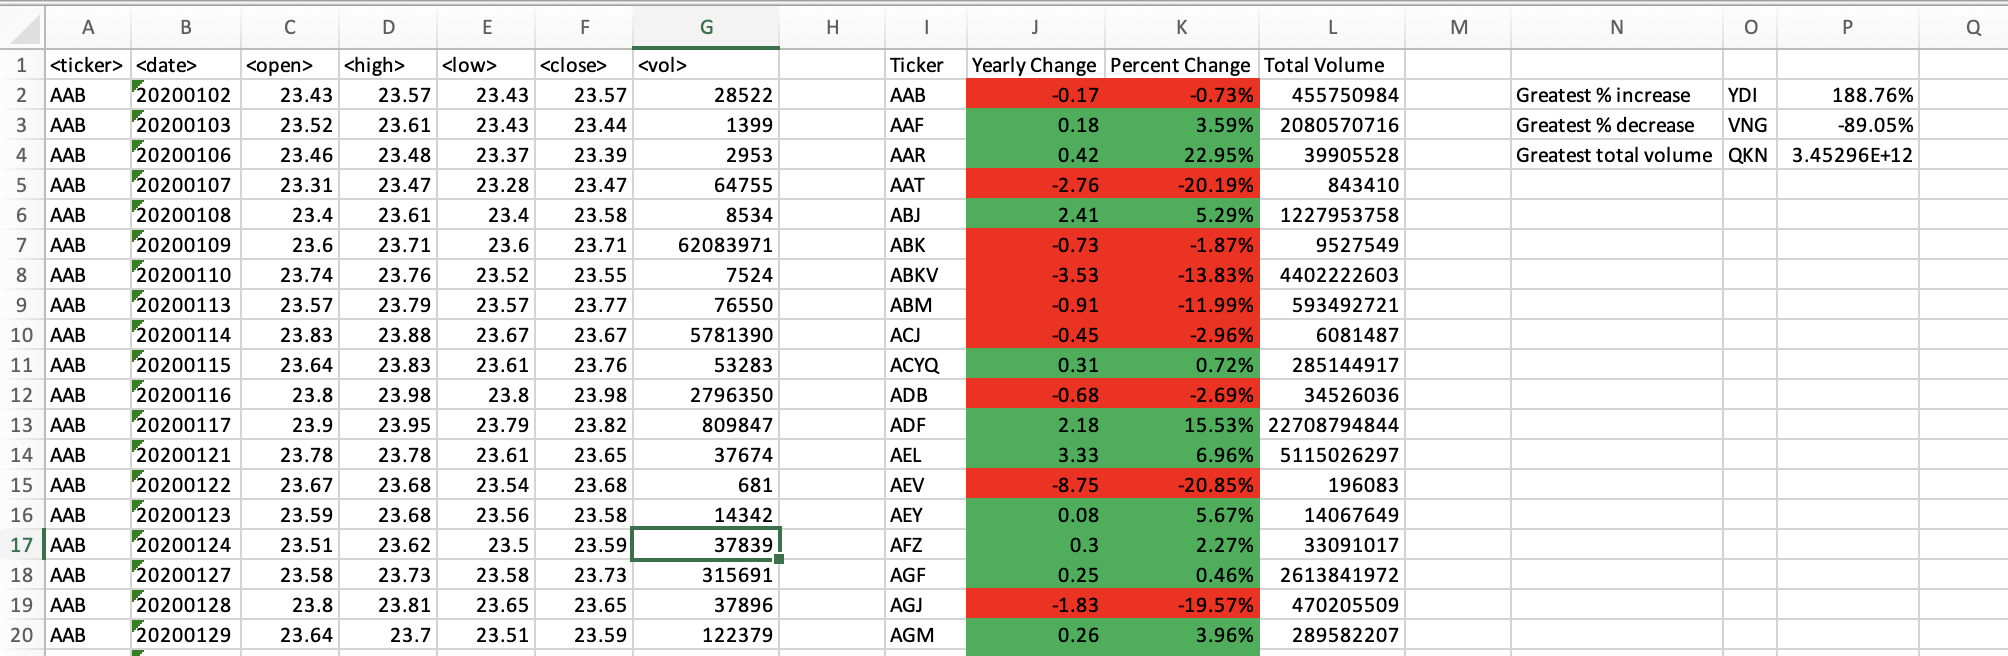 A B C D E F G H I J K L M N O P Q
1 <ticker> <date> <open> <high> <low> <close> <vol> Ticker Yearly Change Percent Change Total Volume
2 AAB 20200102 23.43 23.57 23.43 23.57 28522 AAB -0.17 -0.73% 455750984 Greatest % increase YDI 188.76%
3 AAB 20200103 23.52 23.61 23.43 23.44 1399 AAF 0.18 3.59% 2080570716 Greatest % decrease VNG -89.05%
4 AAB 20200106 23.46 23.48 23.37 23.39 2953 AAR 0.42 22.95% 39905528 Greatest total volume QKN 3.45296E+12
5 AAB 20200107 23.31 23.47 23.28 23.47 64755 AAT -2.76 -20.19% 843410
6 AAB 20200108 23.4 23.61 23.4 23.58 8534 ABJ 2.41 5.29% 1227953758
7 AAB 20200109 23.6 23.71 23.6 23.71 62083971 ABK -0.73 -1.87% 9527549
8 AAB 20200110 23.74 23.76 23.52 23.55 7524 ABKV -3.53 -13.83% 4402222603
9 AAB 20200113 23.57 23.79 23.57 23.77 76550 ABM -0.91 -11.99% 593492721
10 AAB 20200114 23.83 23.88 23.67 23.67 5781390 ACJ -0.45 -2.96% 6081487
11 AAB 20200115 23.64 23.83 23.61 23.76 53283 ACYQ 0.31 0.72% 285144917
12 AAB 20200116 23.8 23.98 23.8 23.98 2796350 ADB -0.68 -2.69% 34526036
13 AAB 20200117 23.9 23.95 23.79 23.82 809847 ADF 2.18 15.53% 22708794844
14 AAB 20200121 23.78 23.78 23.61 23.65 37674 AEL 3.33 6.96% 5115026297
15 AAB 20200122 23.67 23.68 23.54 23.68 681 AEV -8.75 -20.85% 196083
16 AAB 20200123 23.59 23.68 23.56 23.58 14342 AEY 0.08 5.67% 14067649
17 AAB 20200124 23.51 23.62 23.5 23.59 37839 AFZ 0.3 2.27% 33091017
18 AAB 20200127 23.58 23.73 23.58 23.73 315691 AGF 0.25 0.46% 2613841972
19 AAB 20200128 23.8 23.81 23.65 23.65 37896 AGJ -1.83 -19.57% 470205509
20 AAB 20200129 23.64 23.7 23.51 23.59 122379 AGM 0.26 3.96% 289582207